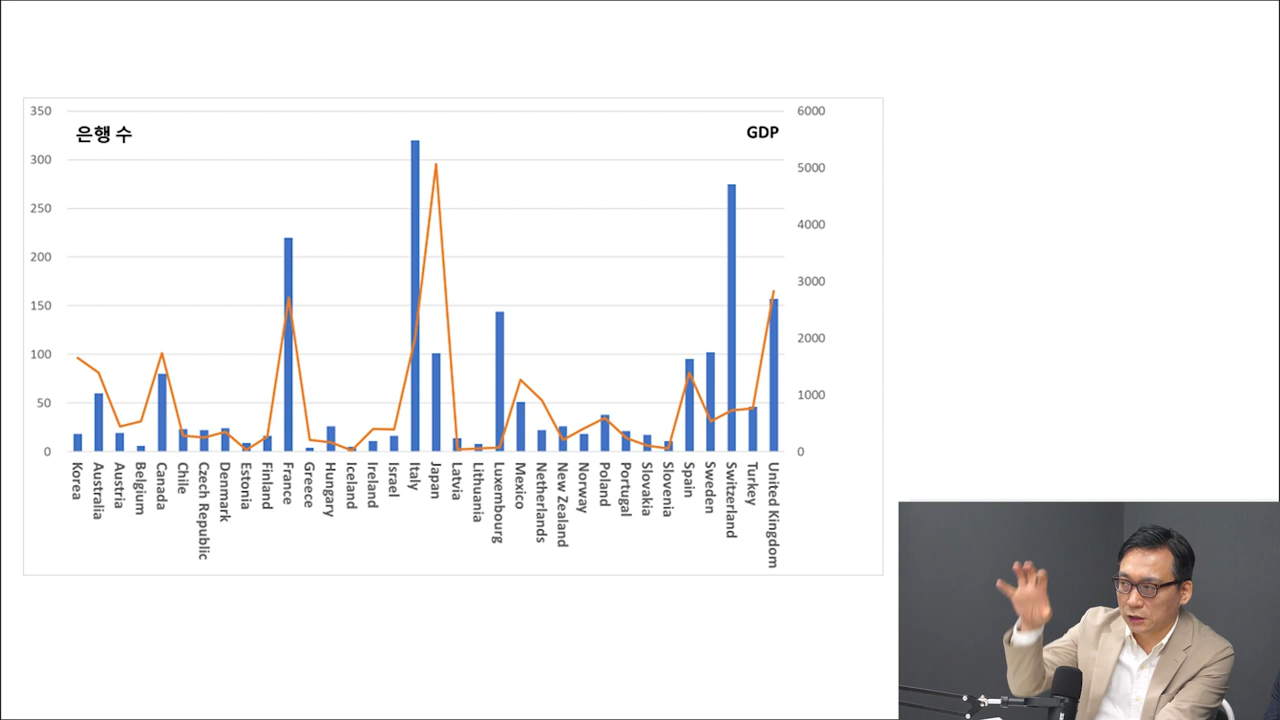 350
300
250
200
150
100
50
0
은행 수
GDP
6000
5000
4000
3000
2000
1000
0
Korea
Australia
Austria
Belgium
Canada
Chile
Czech Republic
Denmark
Estonia
Finland
France
Greece
Hungary
Iceland
Ireland
Israel
Italy
Japan
Latvia
Lithuania
Luxembourg
Mexico
Netherlands
New Zealand
Norway
Poland
Portugal
Slovakia
Slovenia
Spain
Sweden
Switzerland
Turkey
United Kingdom